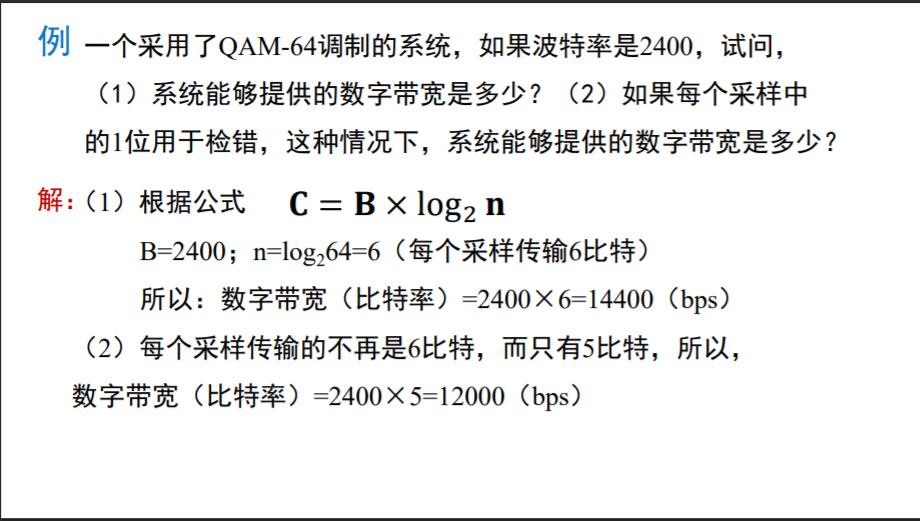 例 一个采用了QAM-64调制的系统，如果波特率是2400，试问，
（1）系统能够提供的数字带宽是多少？（2）如果每个采样中
的1位用于检错，这种情况下，系统能够提供的数字带宽是多少？
解：（1）根据公式 C = B × log₂ n
B=2400；n=log₂64=6（每个采样传输6比特）
所以：数字带宽（比特率）=2400×6=14400（bps）
（2）每个采样传输的不再是6比特，而只有5比特，所以，
数字带宽（比特率）=2400×5=12000（bps）